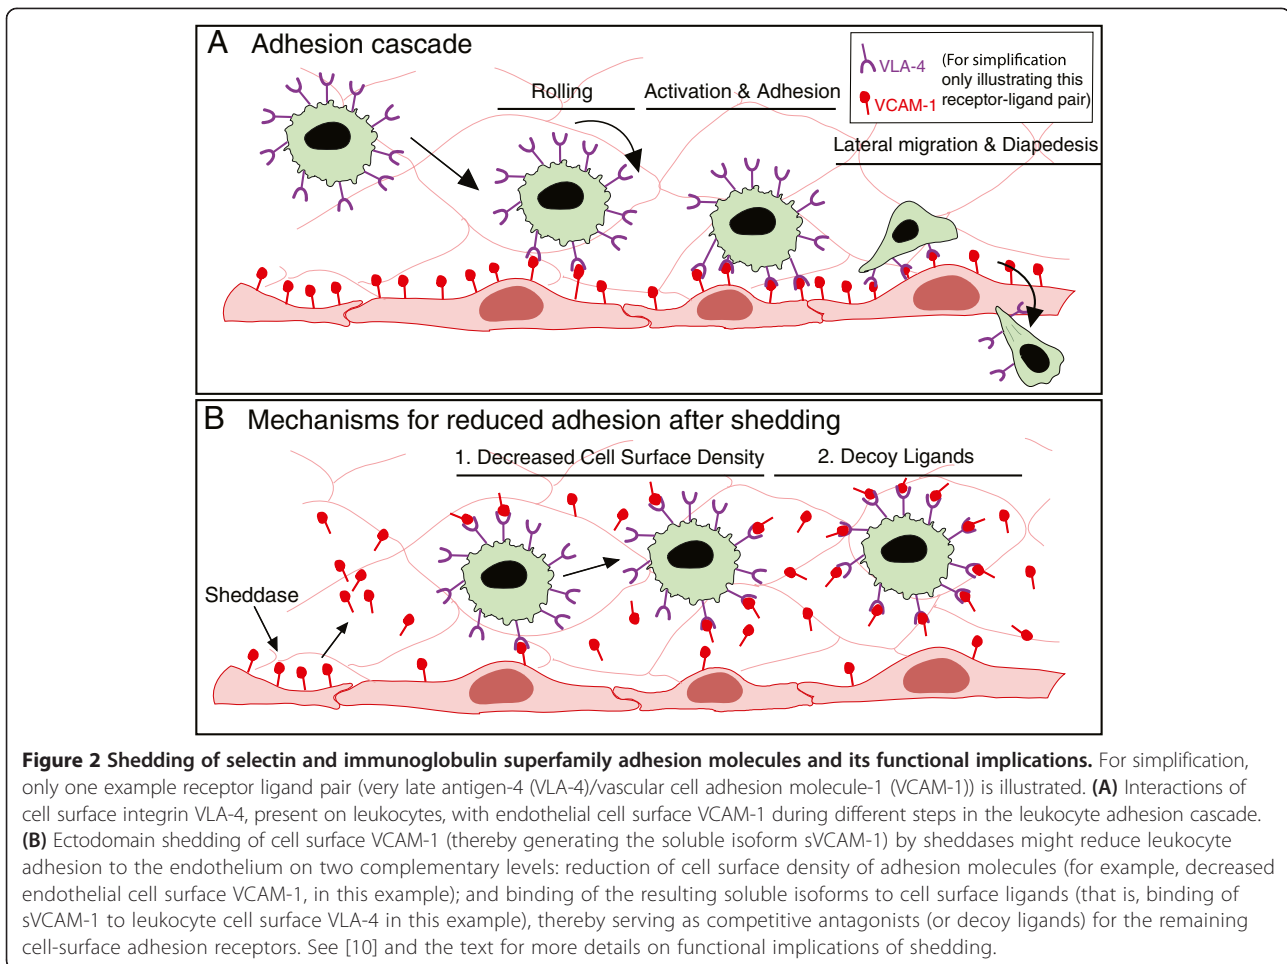 A Adhesion cascade
VLA-4 (For simplification
only illustrating this
VCAM-1 receptor-ligand pair)
Rolling
Activation & Adhesion
Lateral migration & Diapedesis
B Mechanisms for reduced adhesion after shedding
1. Decreased Cell Surface Density
2. Decoy Ligands
Sheddase
Figure 2 Shedding of selectin and immunoglobulin superfamily adhesion molecules and its functional implications. For simplification,
only one example receptor ligand pair (very late antigen-4 (VLA-4)/vascular cell adhesion molecule-1 (VCAM-1)) is illustrated. (A) Interactions of
cell surface integrin VLA-4, present on leukocytes, with endothelial cell surface VCAM-1 during different steps in the leukocyte adhesion cascade.
(B) Ectodomain shedding of cell surface VCAM-1 (thereby generating the soluble isoform sVCAM-1) by sheddases might reduce leukocyte
adhesion to the endothelium on two complementary levels: reduction of cell surface density of adhesion molecules (for example, decreased
endothelial cell surface VCAM-1, in this example); and binding of the resulting soluble isoforms to cell surface ligands (that is, binding of
sVCAM-1 to leukocyte cell surface VLA-4 in this example), thereby serving as competitive antagonists (or decoy ligands) for the remaining
cell-surface adhesion receptors. See [10] and the text for more details on functional implications of shedding.